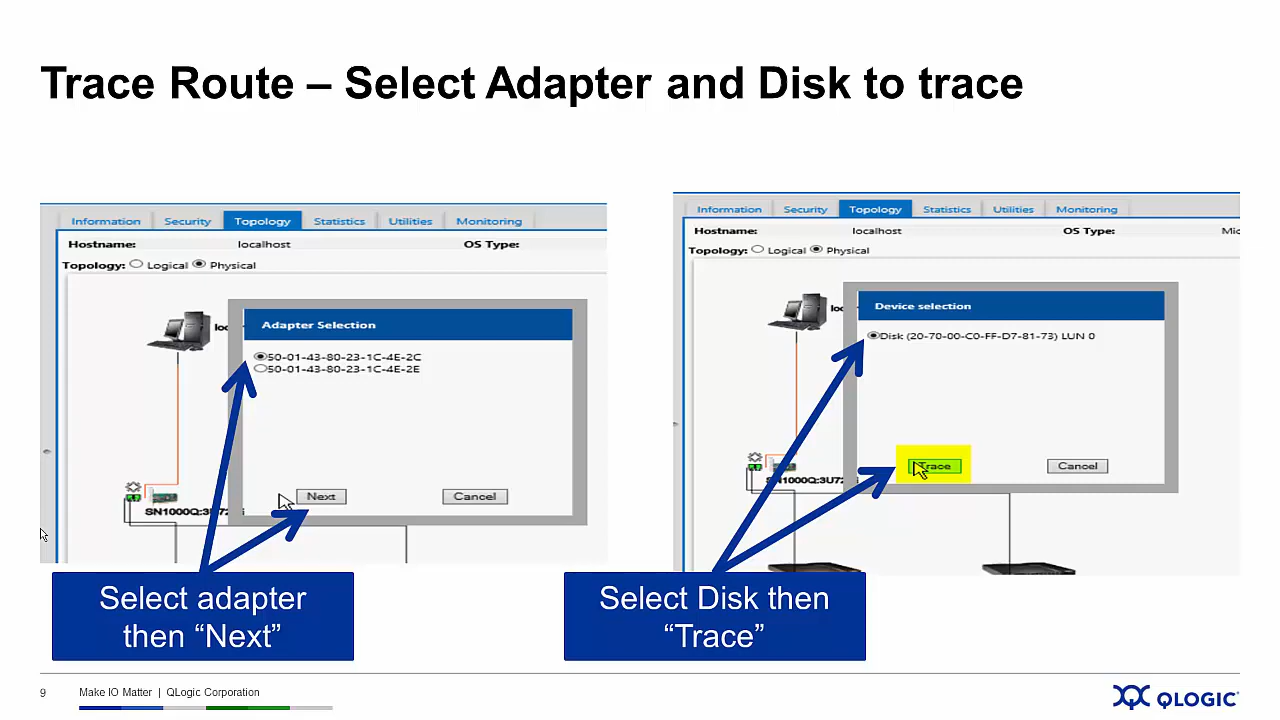 Trace Route – Select Adapter and Disk to trace
Information Security Topology Statistics Utilities Monitoring
Hostname: localhost OS Type:
Topology: Logical Physical
Adapter Selection
50-01-43-80-23-1C-4E-2C
50-01-43-80-23-1C-4E-2E
Next Cancel
Select adapter
then “Next”
Information Security Topology Statistics Utilities Monitoring
Hostname: localhost OS Type:
Topology: Logical Physical
Device selection
Disk (20-70-00-C0-FF-D7-81-73) LUN 0
Trace Cancel
Select Disk then
“Trace”
9 Make IO Matter | QLogic Corporation
QLOGIC